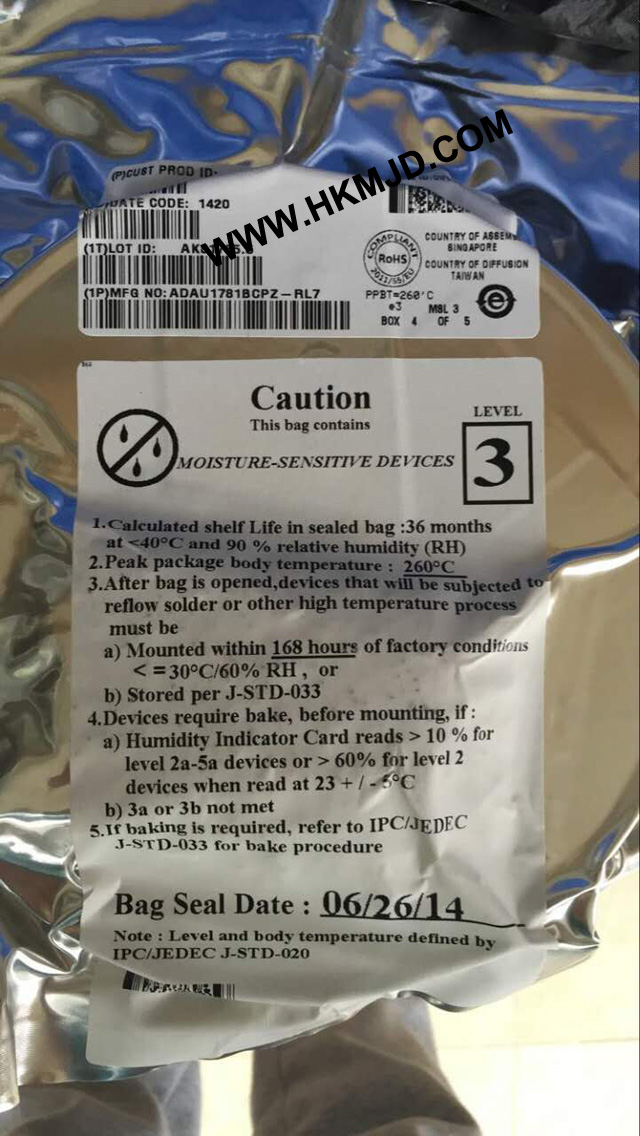 WWW.HKMJD.COM
(P)CUST PROD ID:
DATE CODE: 1420
(1T)LOT ID:
(1P)MFG NO: ADAU1781BCPZ-RL7
COMPLIANT
RoHS
2011/65/EU
COUNTRY OF ASSEM
SINGAPORE
COUNTRY OF DIFFUSION
TAIWAN
PPBT=260'C
e3 MSL 3
BOX 4 OF 5
e
Caution
This bag contains
MOISTURE-SENSITIVE DEVICES
LEVEL
3
1.Calculated shelf Life in sealed bag :36 months
at <40°C and 90 % relative humidity (RH)
2.Peak package body temperature : 260°C
3.After bag is opened,devices that will be subjected to
reflow solder or other high temperature process
must be
a) Mounted within 168 hours of factory conditions
< =30°C/60% RH , or
b) Stored per J-STD-033
4.Devices require bake, before mounting, if :
a) Humidity Indicator Card reads > 10 % for
level 2a-5a devices or > 60% for level 2
devices when read at 23 + / - 5°C
b) 3a or 3b not met
5.If baking is required, refer to IPC/JEDEC
J-STD-033 for bake procedure
Bag Seal Date : 06/26/14
Note : Level and body temperature defined by
IPC/JEDEC J-STD-020